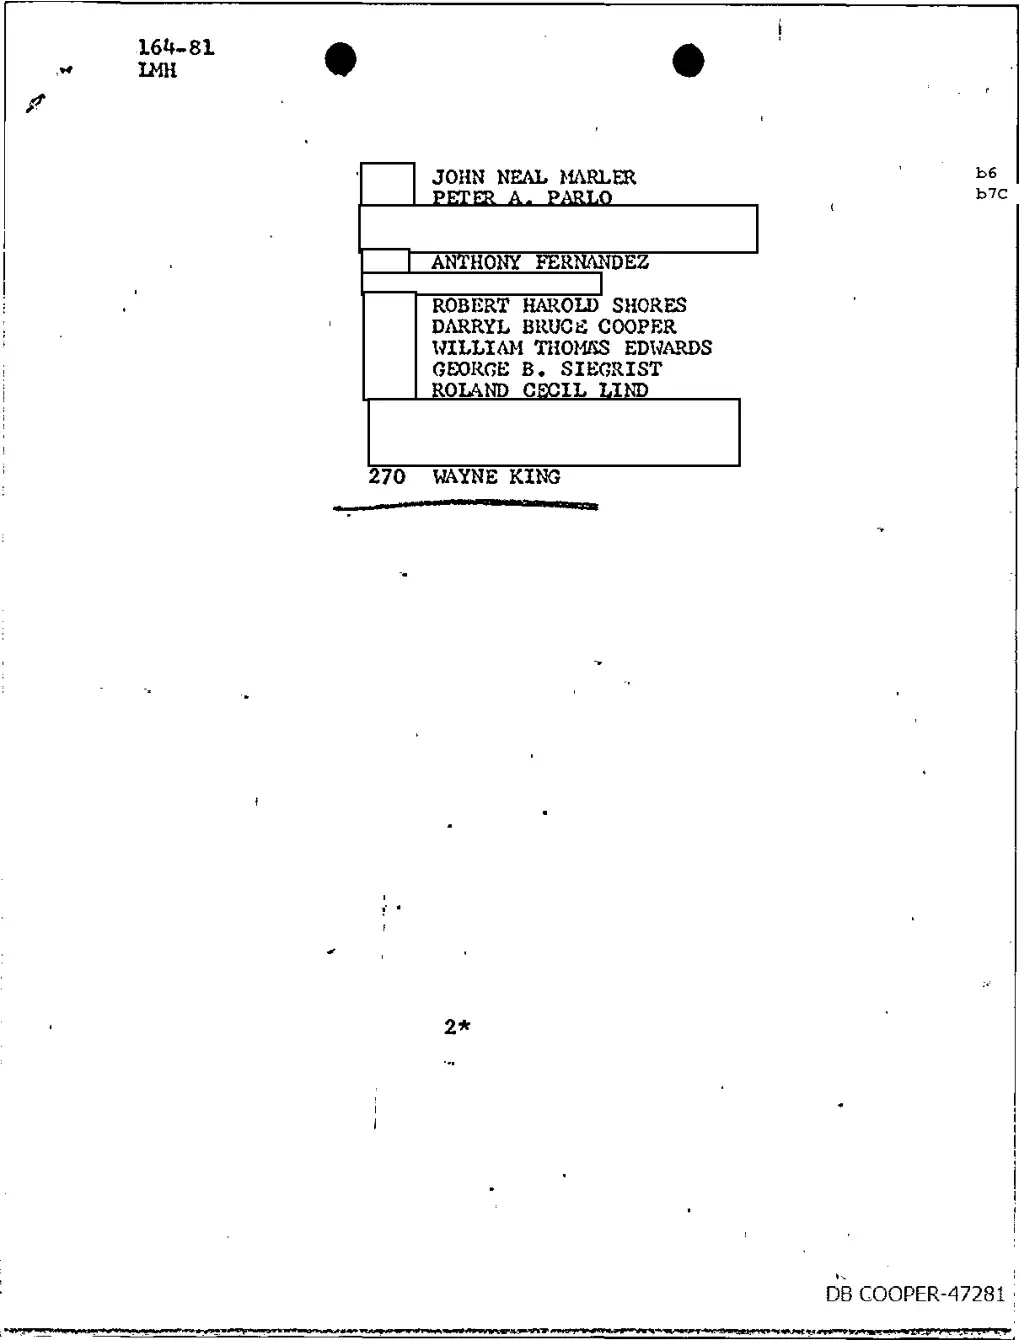 164-81
LMH
JOHN NEAL MARLER
b6
PETER A. PARLO
b7C
ANTHONY FERNANDEZ
ROBERT HAROLD SHORES
DARRYL BRUCE COOPER
WILLIAM THOMAS EDWARDS
GEORGE B. SIEGRIST
ROLAND CECIL LIND
270 WAYNE KING
2*
DB COOPER-47281